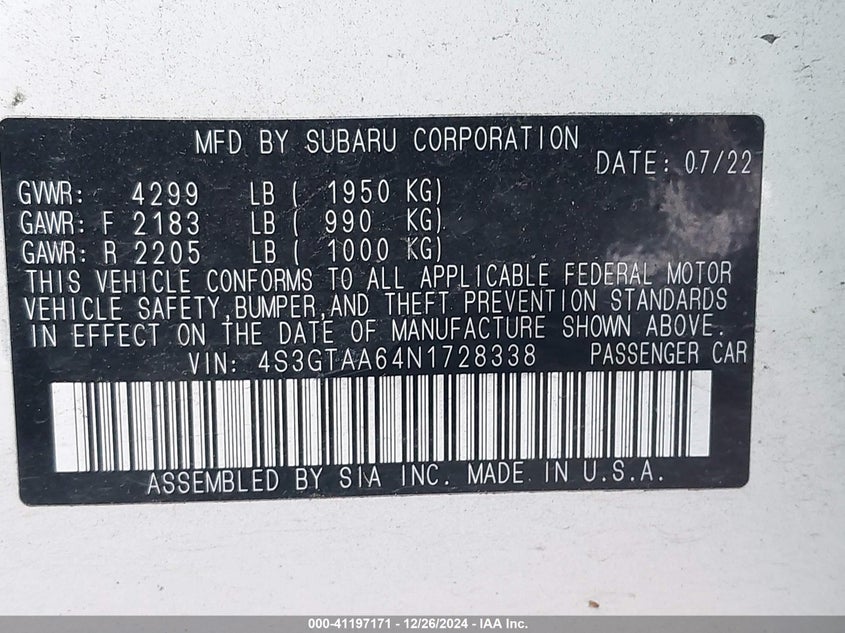 MFD BY SUBARU CORPORATION
DATE: 07/22
GVWR: 4299 LB ( 1950 KG)
GAWR: F 2183 LB ( 990 KG)
GAWR: R 2205 LB ( 1000 KG)
THIS VEHICLE CONFORMS TO ALL APPLICABLE FEDERAL MOTOR
VEHICLE SAFETY,BUMPER,AND THEFT PREVENTION STANDARDS
IN EFFECT ON THE DATE OF MANUFACTURE SHOWN ABOVE.
VIN: 4S3GTAA64N1728338 PASSENGER CAR
ASSEMBLED BY SIA INC. MADE IN U.S.A.
000-41197171 - 12/26/2024 - IAA Inc.